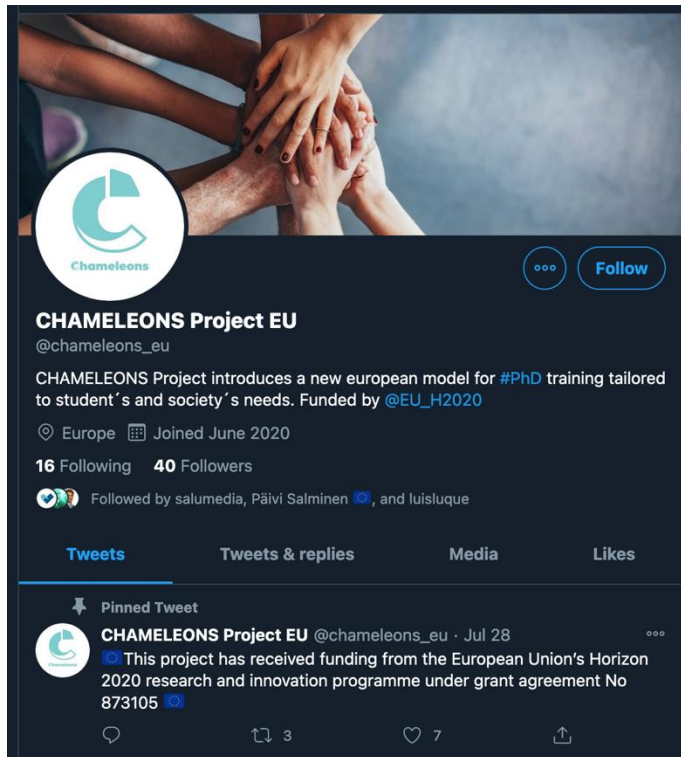 Chameleons
Follow
CHAMELEONS Project EU
@chameleons_eu
CHAMELEONS Project introduces a new european model for #PhD training tailored
to student´s and society´s needs. Funded by @EU_H2020
Europe Joined June 2020
16 Following 40 Followers
Followed by salumedia, Päivi Salminen 🇪🇺, and luisluque
Tweets Tweets & replies Media Likes
Pinned Tweet
CHAMELEONS Project EU @chameleons_eu · Jul 28
🇪🇺This project has received funding from the European Union’s Horizon
2020 research and innovation programme under grant agreement No
873105 🇪🇺
3 7